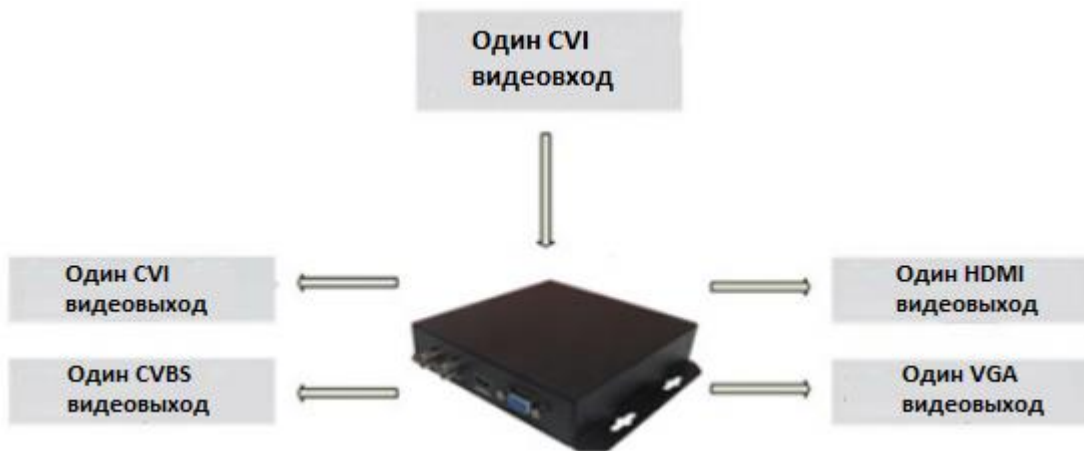 Один CVI
видеовход
Один CVI
видеовыход
Один HDMI
видеовыход
Один CVBS
видеовыход
Один VGA
видеовыход